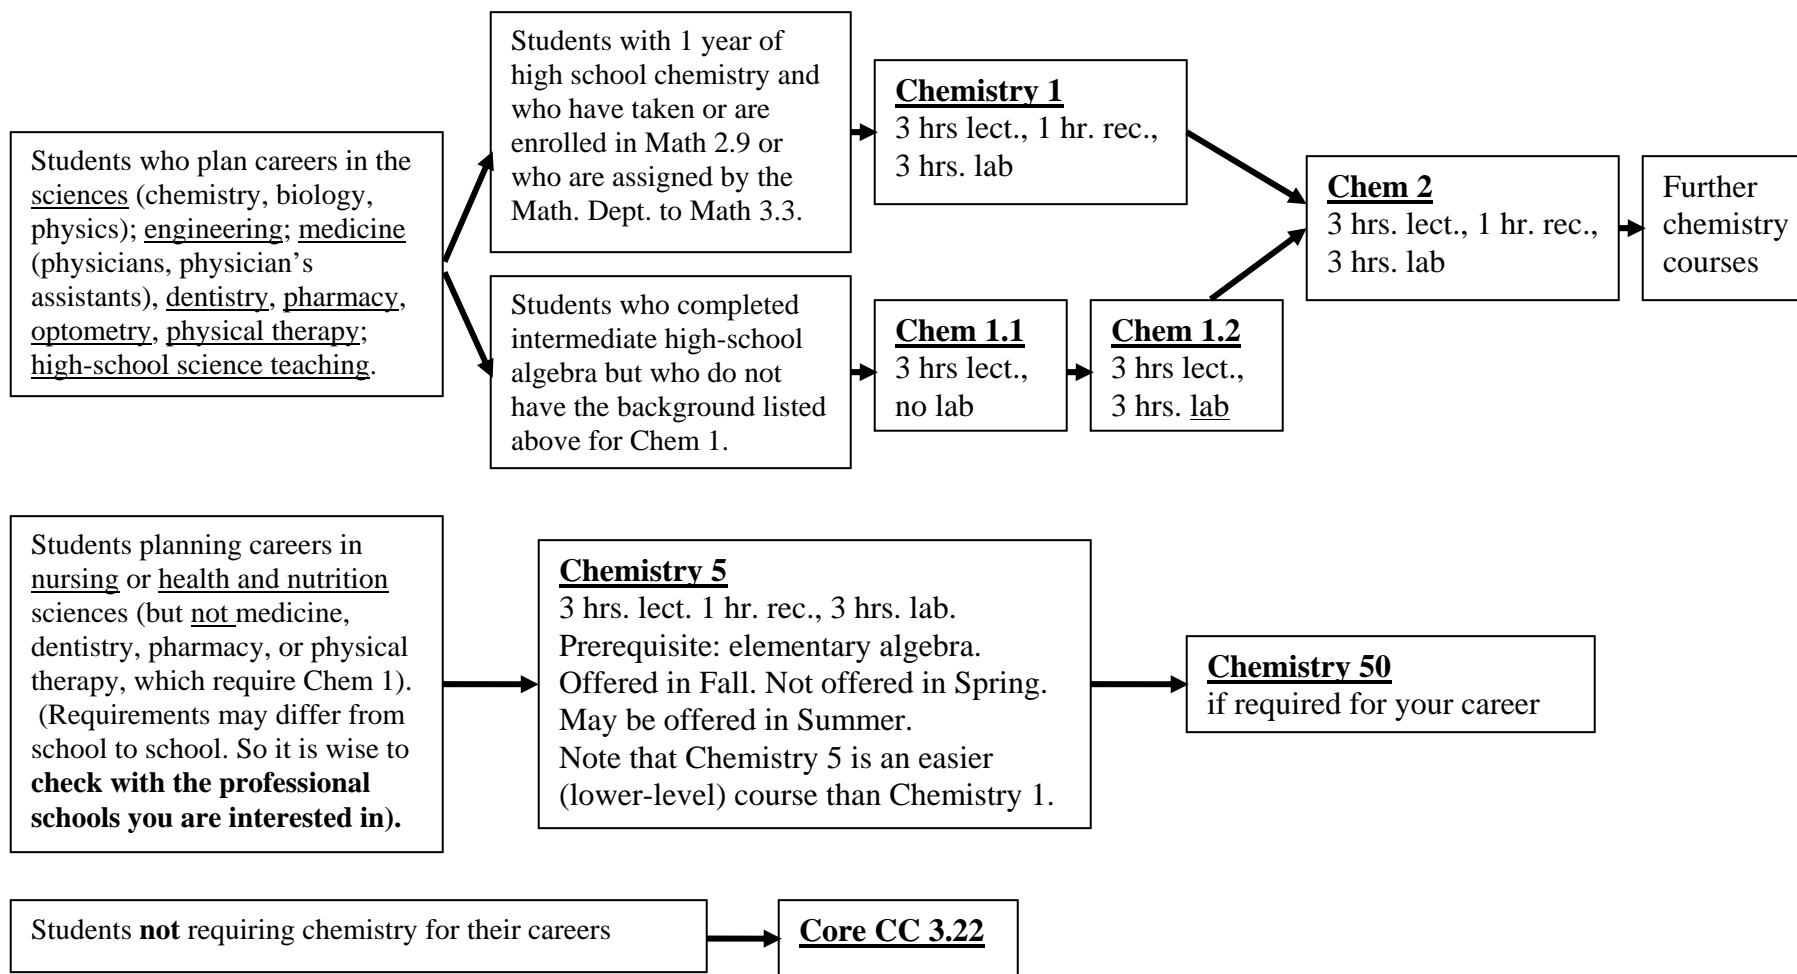 Students who plan careers in the
sciences (chemistry, biology,
physics); engineering; medicine
(physicians, physician’s
assistants), dentistry, pharmacy,
optometry, physical therapy;
high-school science teaching.
Students with 1 year of
high school chemistry and
who have taken or are
enrolled in Math 2.9 or
who are assigned by the
Math. Dept. to Math 3.3.
Chemistry 1
3 hrs lect., 1 hr. rec.,
3 hrs. lab
Students who completed
intermediate high-school
algebra but who do not
have the background listed
above for Chem 1.
Chem 1.1
3 hrs lect.,
no lab
Chem 1.2
3 hrs lect.,
3 hrs. lab
Chem 2
3 hrs. lect., 1 hr. rec.,
3 hrs. lab
Further
chemistry
courses
Students planning careers in
nursing or health and nutrition
sciences (but not medicine,
dentistry, pharmacy, or physical
therapy, which require Chem 1).
(Requirements may differ from
school to school. So it is wise to
check with the professional
schools you are interested in).
Chemistry 5
3 hrs. lect. 1 hr. rec., 3 hrs. lab.
Prerequisite: elementary algebra.
Offered in Fall. Not offered in Spring.
May be offered in Summer.
Note that Chemistry 5 is an easier
(lower-level) course than Chemistry 1.
Chemistry 50
if required for your career
Students not requiring chemistry for their careers
Core CC 3.22